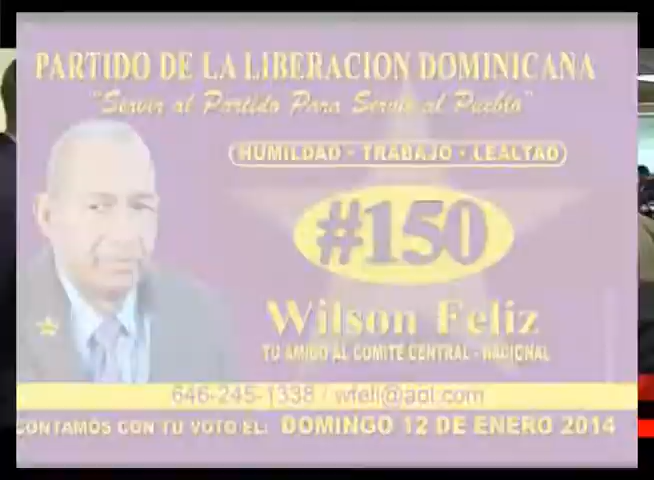 PARTIDO DE LA LIBERACION DOMINICANA
"Servir al Partido Para Servir al Pueblo"
HUMILDAD • TRABAJO • LEALTAD
#150
Wilson Feliz
TU AMIGO AL COMITE CENTRAL - NACIONAL
646-245-1338 / wfeli@aol.com
CONTAMOS CON TU VOTO EL: DOMINGO 12 DE ENERO 2014